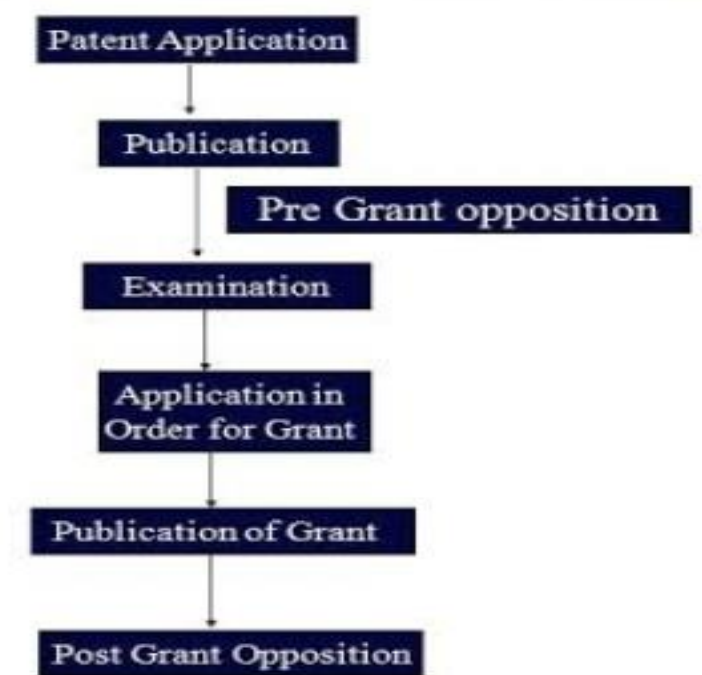 Patent Application
Publication
Pre Grant opposition
Examination
Application in
Order for Grant
Publication of Grant
Post Grant Opposition